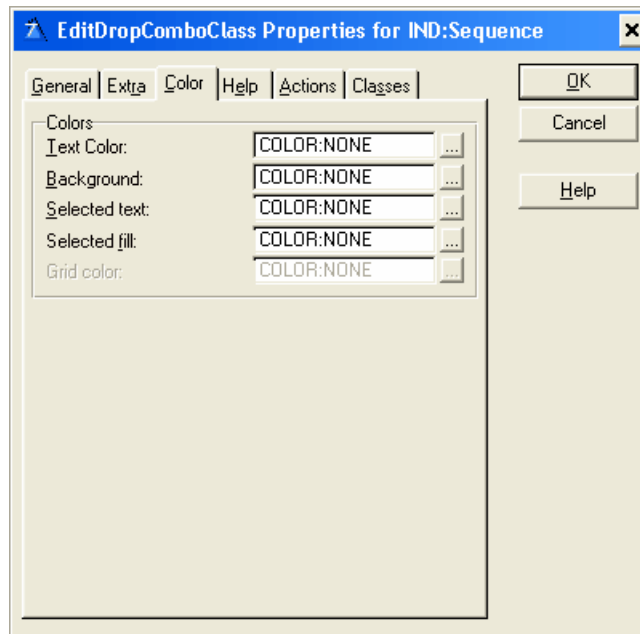 EditDropComboClass Properties for IND:Sequence
General Extra Color Help Actions Classes
OK
Cancel
Help
Colors
Text Color: COLOR:NONE ...
Background: COLOR:NONE ...
Selected text: COLOR:NONE ...
Selected fill: COLOR:NONE ...
Grid color: COLOR:NONE ...